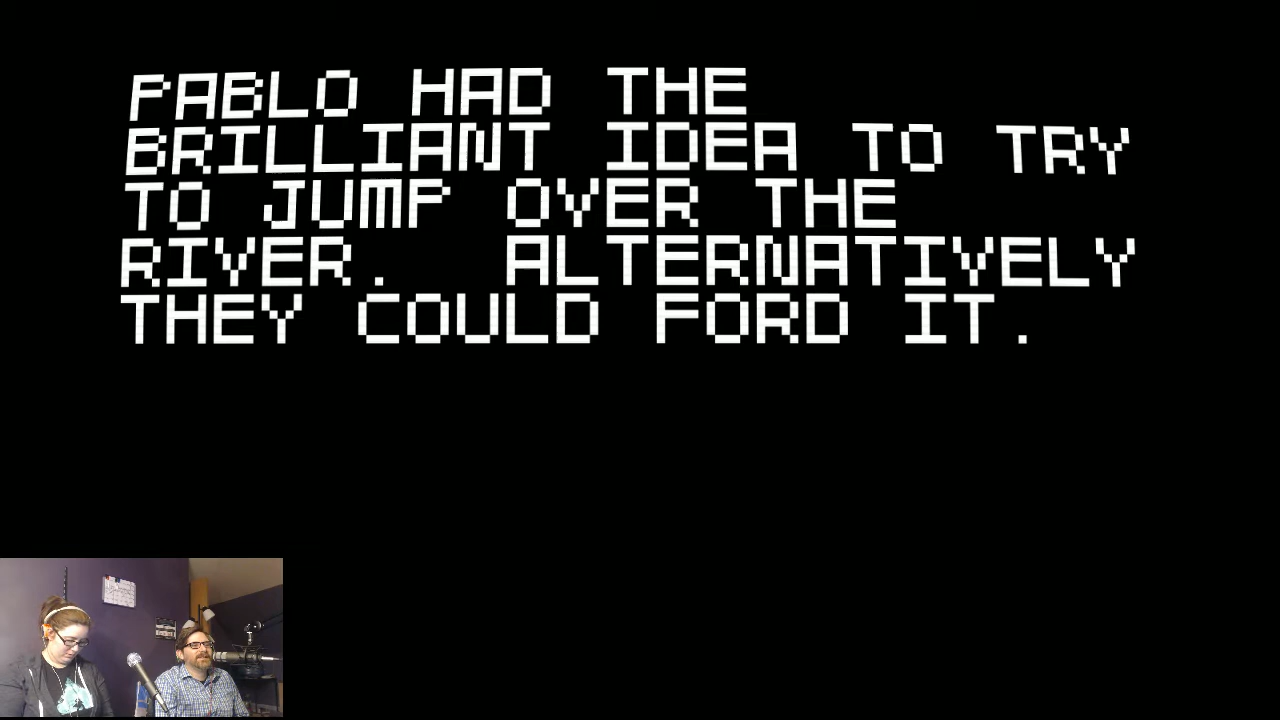 PABLO HAD THE
BRILLIANT IDEA TO TRY
TO JUMP OVER THE
RIVER. ALTERNATIVELY
THEY COULD FORD IT.